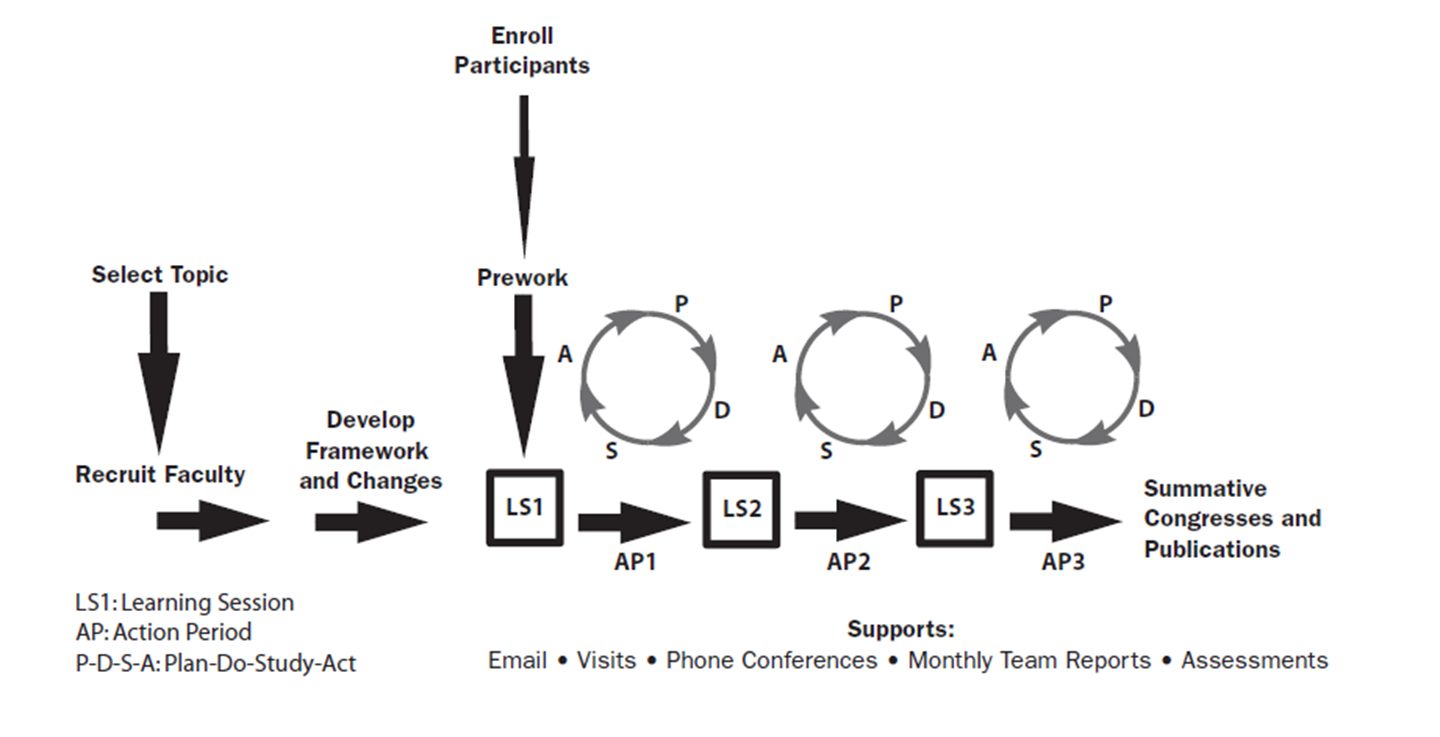 Enroll
Participants
Select Topic
Prework
P
A
D
S
P
A
D
S
P
A
D
S
Recruit Faculty
Develop
Framework
and Changes
LS1
LS2
LS3
AP1
AP2
AP3
Summative
Congresses and
Publications
LS1: Learning Session
AP: Action Period
P-D-S-A: Plan-Do-Study-Act
Supports:
Email • Visits • Phone Conferences • Monthly Team Reports • Assessments